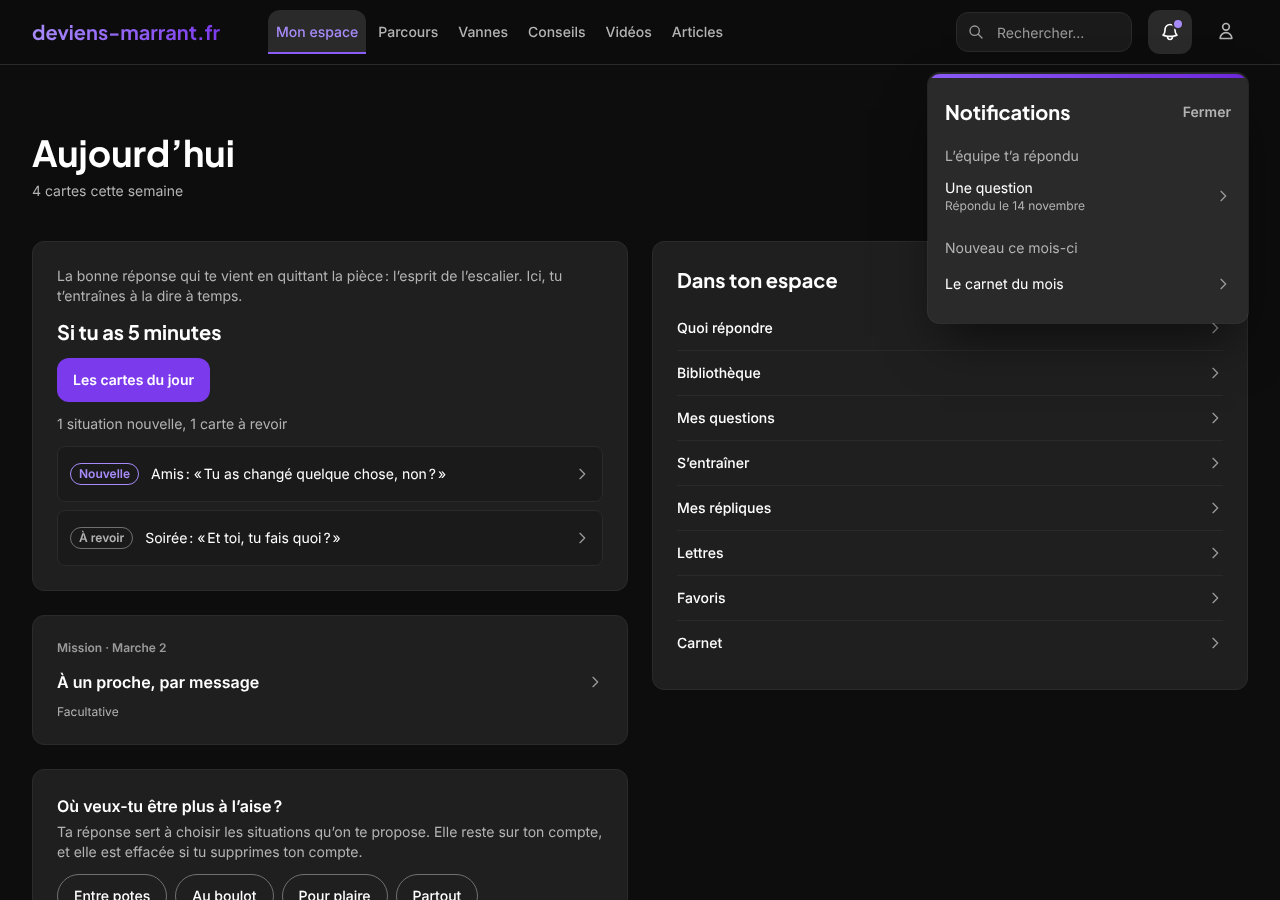 deviens-marrant.fr
Mon espace
Parcours
Vannes
Conseils
Vidéos
Articles
Rechercher…
Notifications
Fermer
L’équipe t’a répondu
Une question
Répondu le 14 novembre
Nouveau ce mois-ci
Le carnet du mois
Aujourd’hui
4 cartes cette semaine
La bonne réponse qui te vient en quittant la pièce : l’esprit de l’escalier. Ici, tu
t’entraînes à la dire à temps.
Si tu as 5 minutes
Les cartes du jour
1 situation nouvelle, 1 carte à revoir
Nouvelle
Amis : « Tu as changé quelque chose, non ? »
À revoir
Soirée : « Et toi, tu fais quoi ? »
Mission · Marche 2
À un proche, par message
Facultative
Où veux-tu être plus à l’aise ?
Ta réponse sert à choisir les situations qu’on te propose. Elle reste sur ton compte,
et elle est effacée si tu supprimes ton compte.
Entre potes
Au boulot
Pour plaire
Partout
Dans ton espace
Quoi répondre
Bibliothèque
Mes questions
S’entraîner
Mes répliques
Lettres
Favoris
Carnet